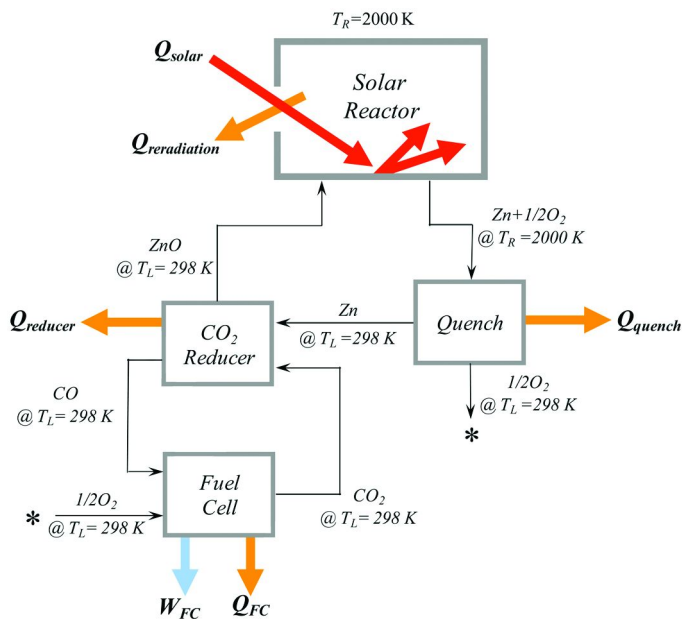 T_R=2000 K
Q_solar
Solar
Reactor
Q_reradiation
ZnO
@ T_L= 298 K
Zn+1/2O_2
@ T_R =2000 K
Q_reducer
CO_2
Reducer
Zn
@ T_L= 298 K
Quench
Q_quench
CO
@ T_L= 298 K
1/2O_2
@ T_L= 298 K
*
Fuel
Cell
* 1/2O_2
@ T_L= 298 K
CO_2
@ T_L= 298 K
W_FC
Q_FC